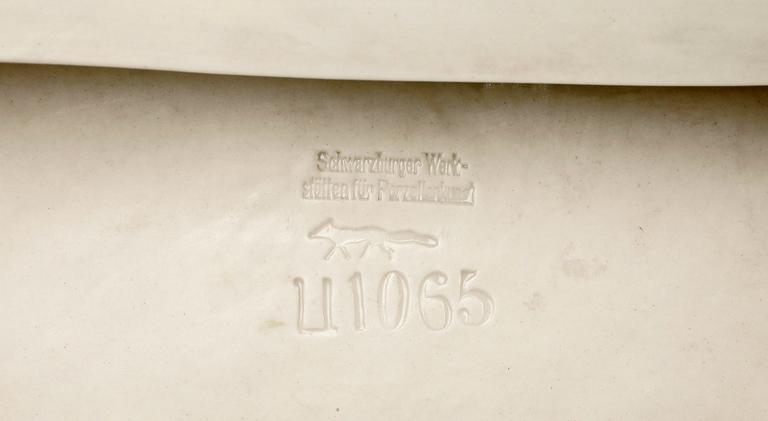 Schwarzburger Werk-
stätten für Porzellankunst
U1065